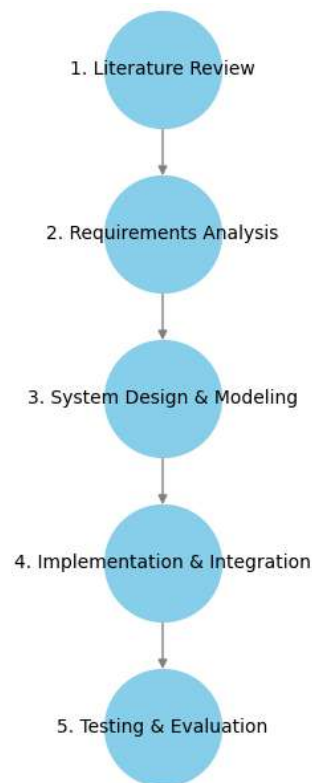 1. Literature Review
2. Requirements Analysis
3. System Design & Modeling
4. Implementation & Integration
5. Testing & Evaluation